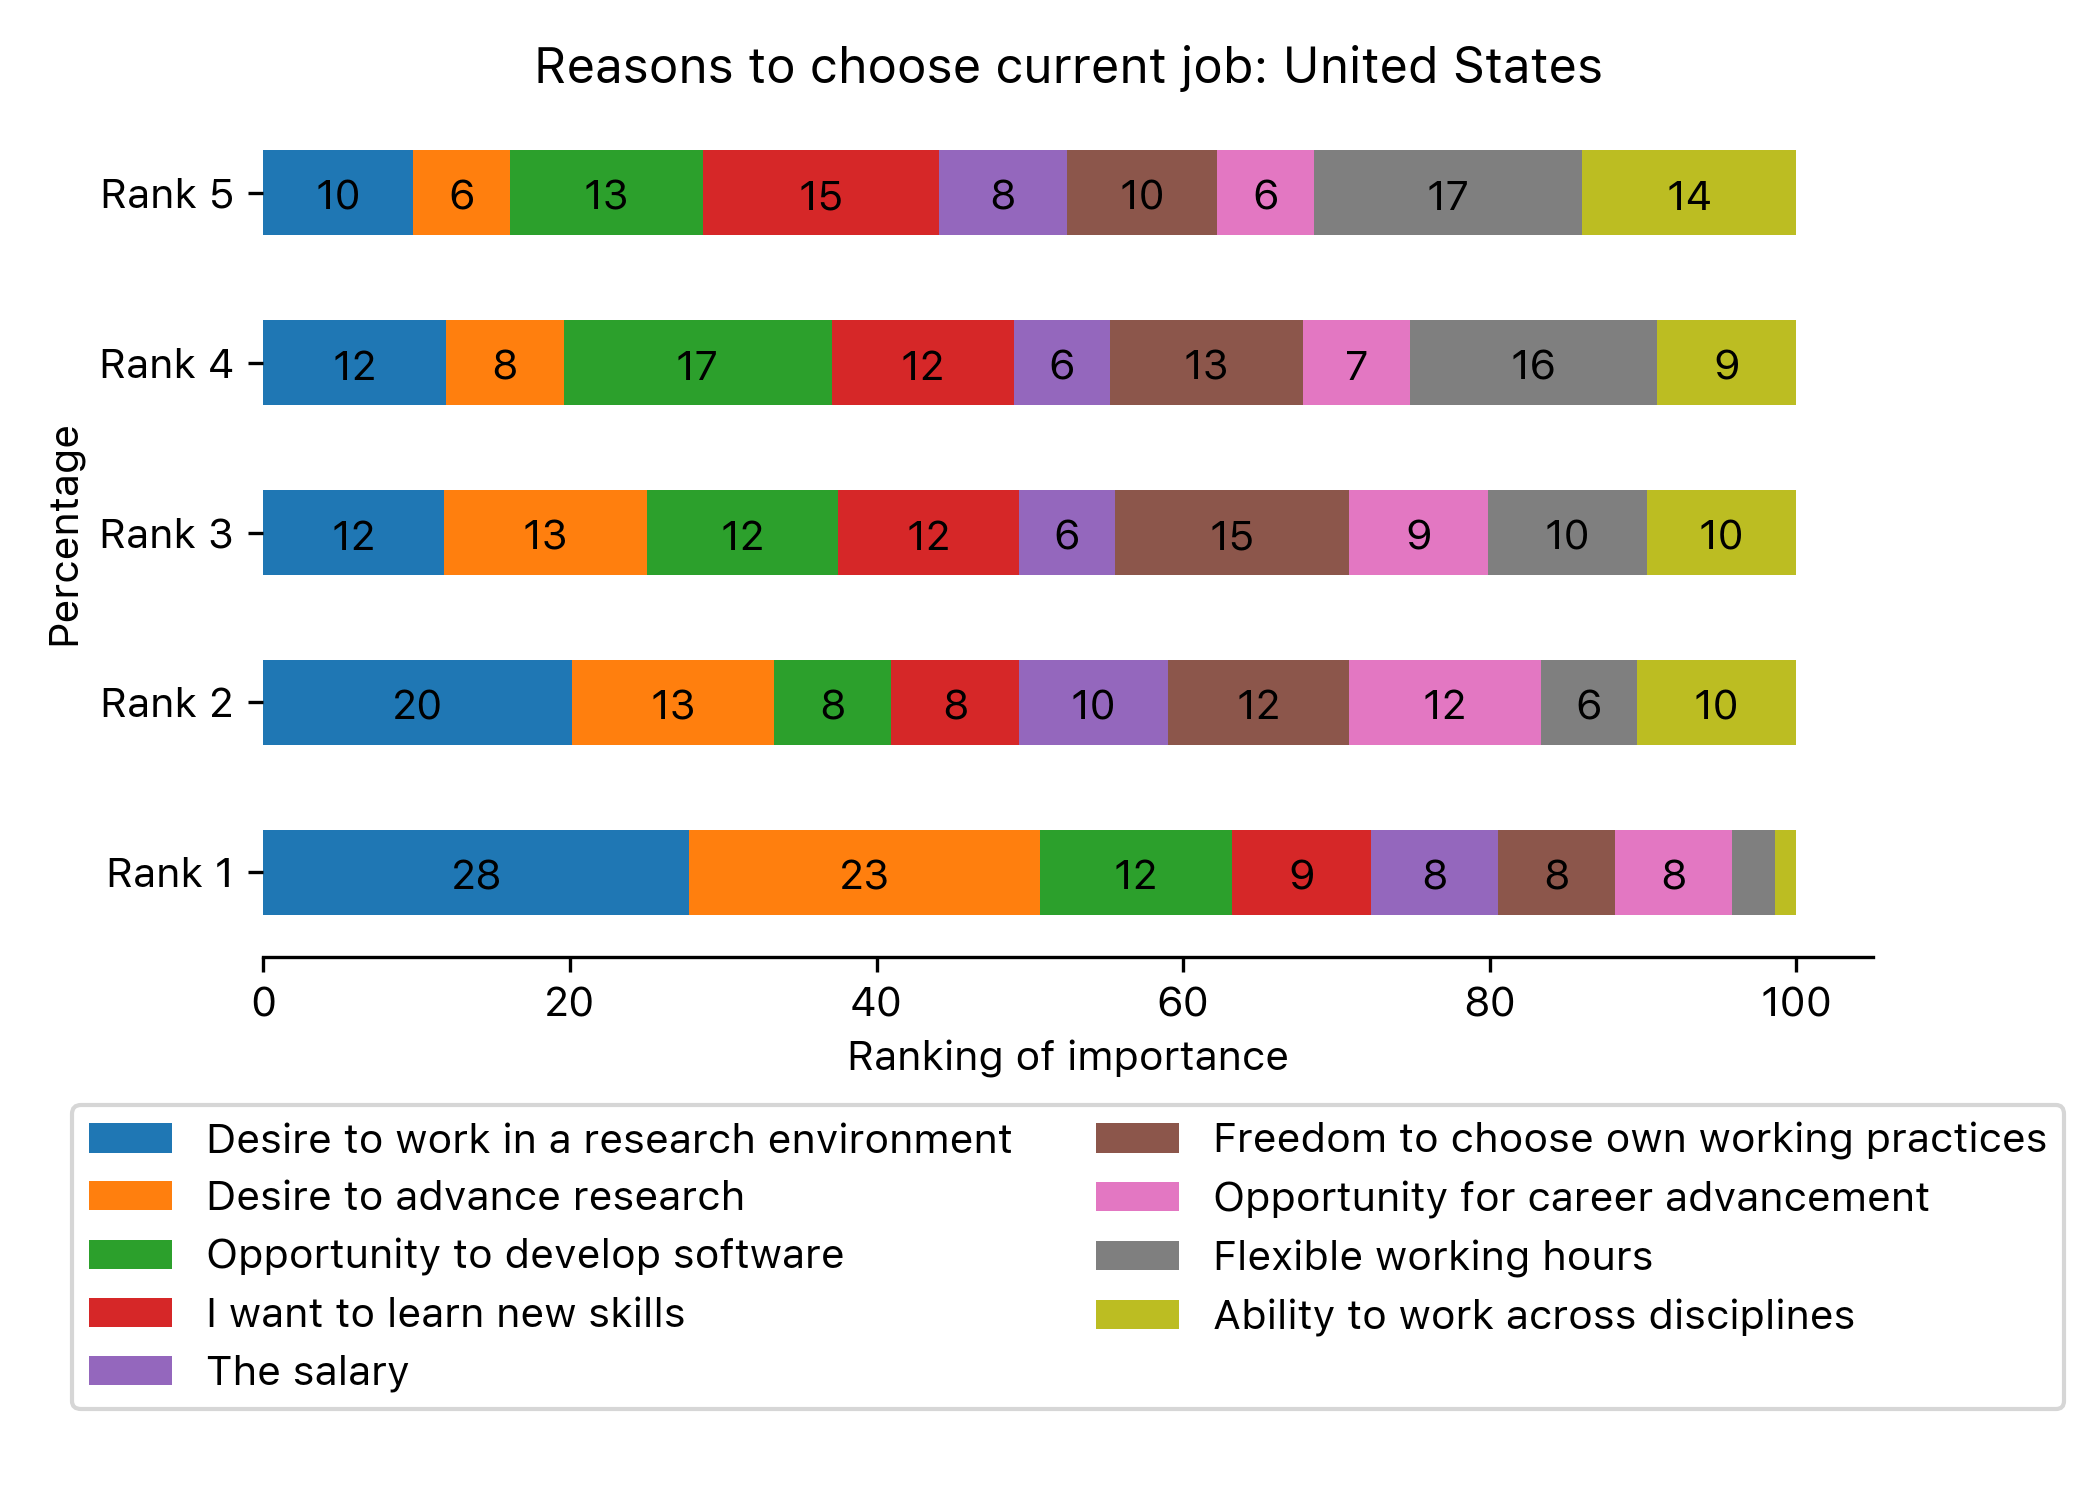 Reasons to choose current job: United States
Rank 5
10 6 13 15 8 10 6 17 14
Rank 4
12 8 17 12 6 13 7 16 9
Rank 3
12 13 12 12 6 15 9 10 10
Rank 2
20 13 8 8 10 12 12 6 10
Rank 1
28 23 12 9 8 8 8
Percentage
0 20 40 60 80 100
Ranking of importance
Desire to work in a research environment
Desire to advance research
Opportunity to develop software
I want to learn new skills
The salary
Freedom to choose own working practices
Opportunity for career advancement
Flexible working hours
Ability to work across disciplines